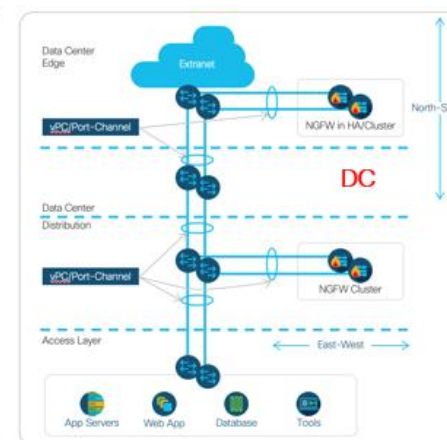 Data Center
Edge
Extranet
North-S
vPC/Port-Channel
NGFW in HA/Cluster
DC
Data Center
Distribution
vPC/Port-Channel
NGFW Cluster
Access Layer
East-West
App Servers
Web App
Database
Tools